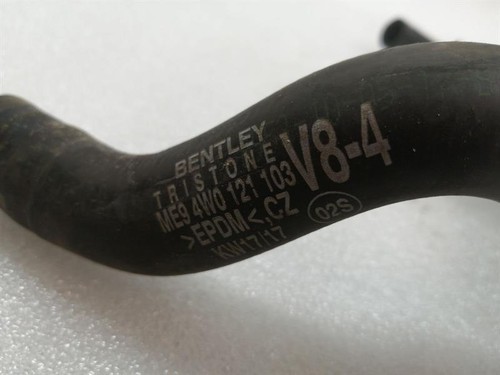 BENTLEY
TRISTONE
ME9 4W0 121 103
V8-4
>EPDM< CZ
02S
KW17/17